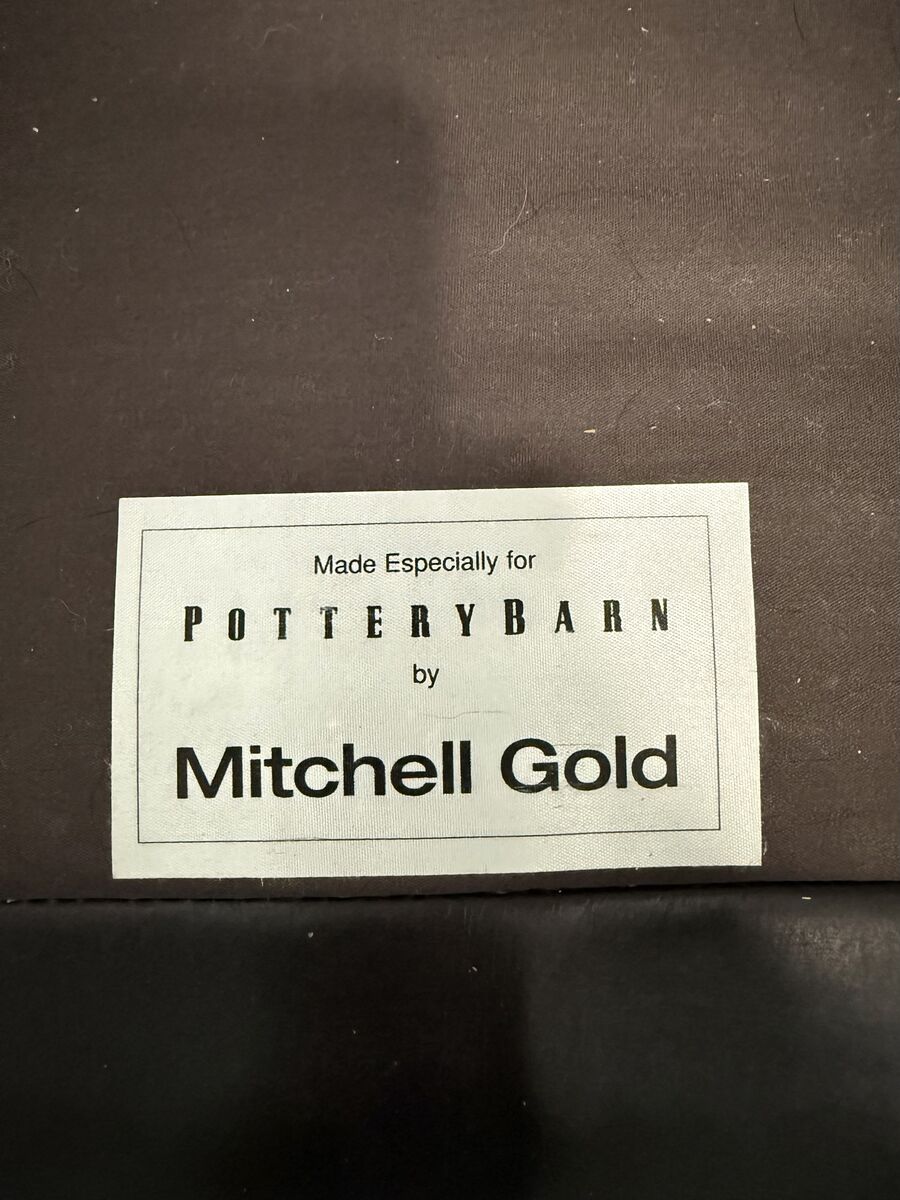 Made Especially for
POTTERYBARN
by
Mitchell Gold